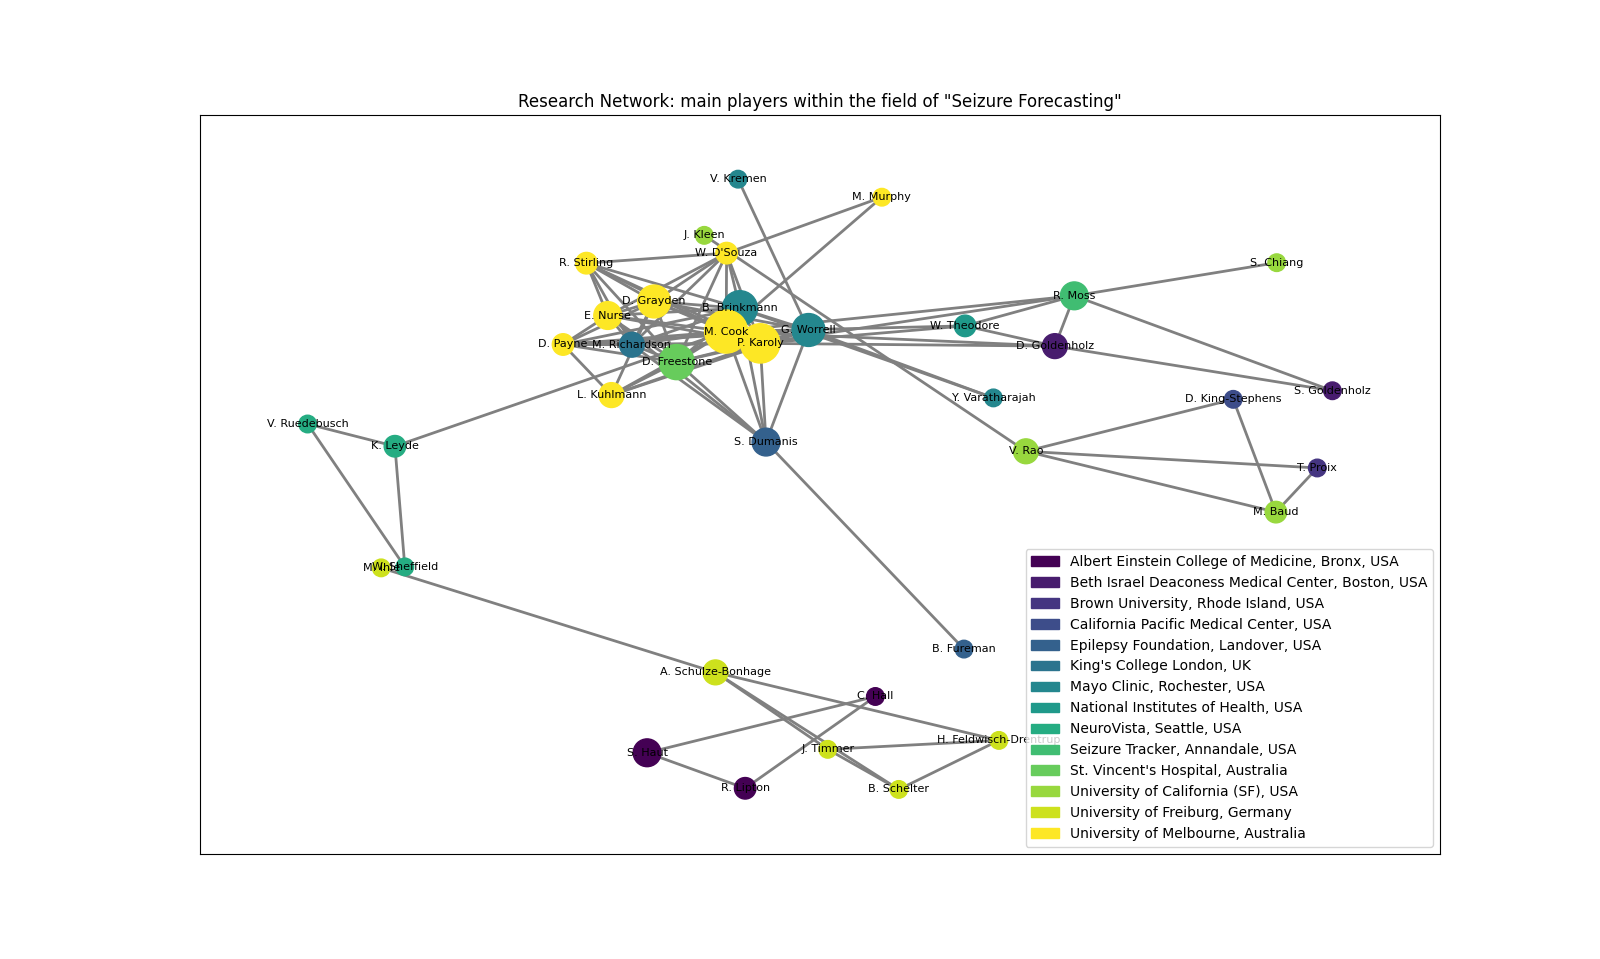 Research Network: main players within the field of "Seizure Forecasting"
V. Kremen
M. Murphy
J. Kleen
W. D'Souza
R. Stirling
S. Chiang
D. Grayden
R. Moss
B. Brinkmann
E. Nurse
W. Theodore
M. Cook
G. Worrell
D. Payne
M. Richardson
P. Karoly
D. Goldenholz
D. Freestone
L. Kuhlmann
Y. Varatharajah
D. King-Stephens
S. Goldenholz
V. Ruedebusch
K. Leyde
S. Dumanis
V. Rao
T. Proix
M. Baud
M. Ihle
W. Sheffield
B. Fureman
A. Schulze-Bonhage
C. Hall
S. Haut
J. Timmer
H. Feldwisch-Drentrup
R. Lipton
B. Schelter
Albert Einstein College of Medicine, Bronx, USA
Beth Israel Deaconess Medical Center, Boston, USA
Brown University, Rhode Island, USA
California Pacific Medical Center, USA
Epilepsy Foundation, Landover, USA
King's College London, UK
Mayo Clinic, Rochester, USA
National Institutes of Health, USA
NeuroVista, Seattle, USA
Seizure Tracker, Annandale, USA
St. Vincent's Hospital, Australia
University of California (SF), USA
University of Freiburg, Germany
University of Melbourne, Australia